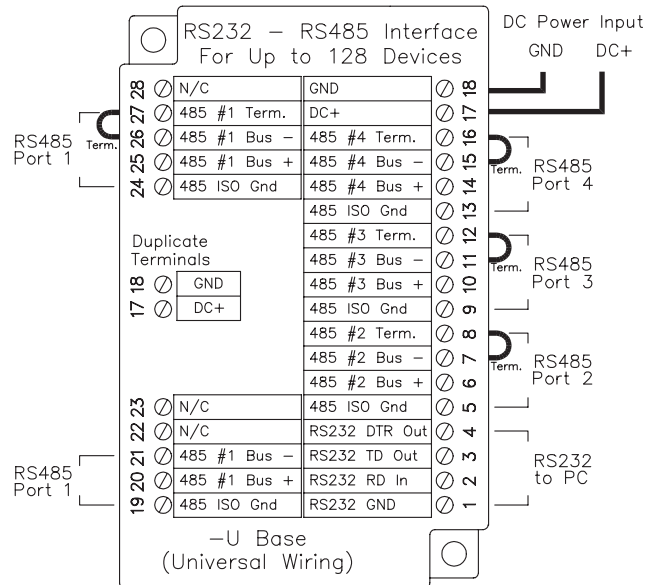 RS232 – RS485 Interface
For Up to 128 Devices
DC Power Input
GND DC+
28 N/C GND 18
27 485 #1 Term. DC+ 17
26 485 #1 Bus – 485 #4 Term. 16
25 485 #1 Bus + 485 #4 Bus – 15
24 485 ISO Gnd 485 #4 Bus + 14
485 ISO Gnd 13
485 #3 Term. 12
485 #3 Bus – 11
485 #3 Bus + 10
485 ISO Gnd 9
485 #2 Term. 8
485 #2 Bus – 7
485 #2 Bus + 6
23 N/C 485 ISO Gnd 5
22 N/C RS232 DTR Out 4
21 485 #1 Bus – RS232 TD Out 3
20 485 #1 Bus + RS232 RD In 2
19 485 ISO Gnd RS232 GND 1
RS485
Port 1
Term.
Duplicate
Terminals
18 GND
17 DC+
RS485
Port 1
Term.
RS485
Port 4
Term.
RS485
Port 3
Term.
RS485
Port 2
RS232
to PC
–U Base
(Universal Wiring)